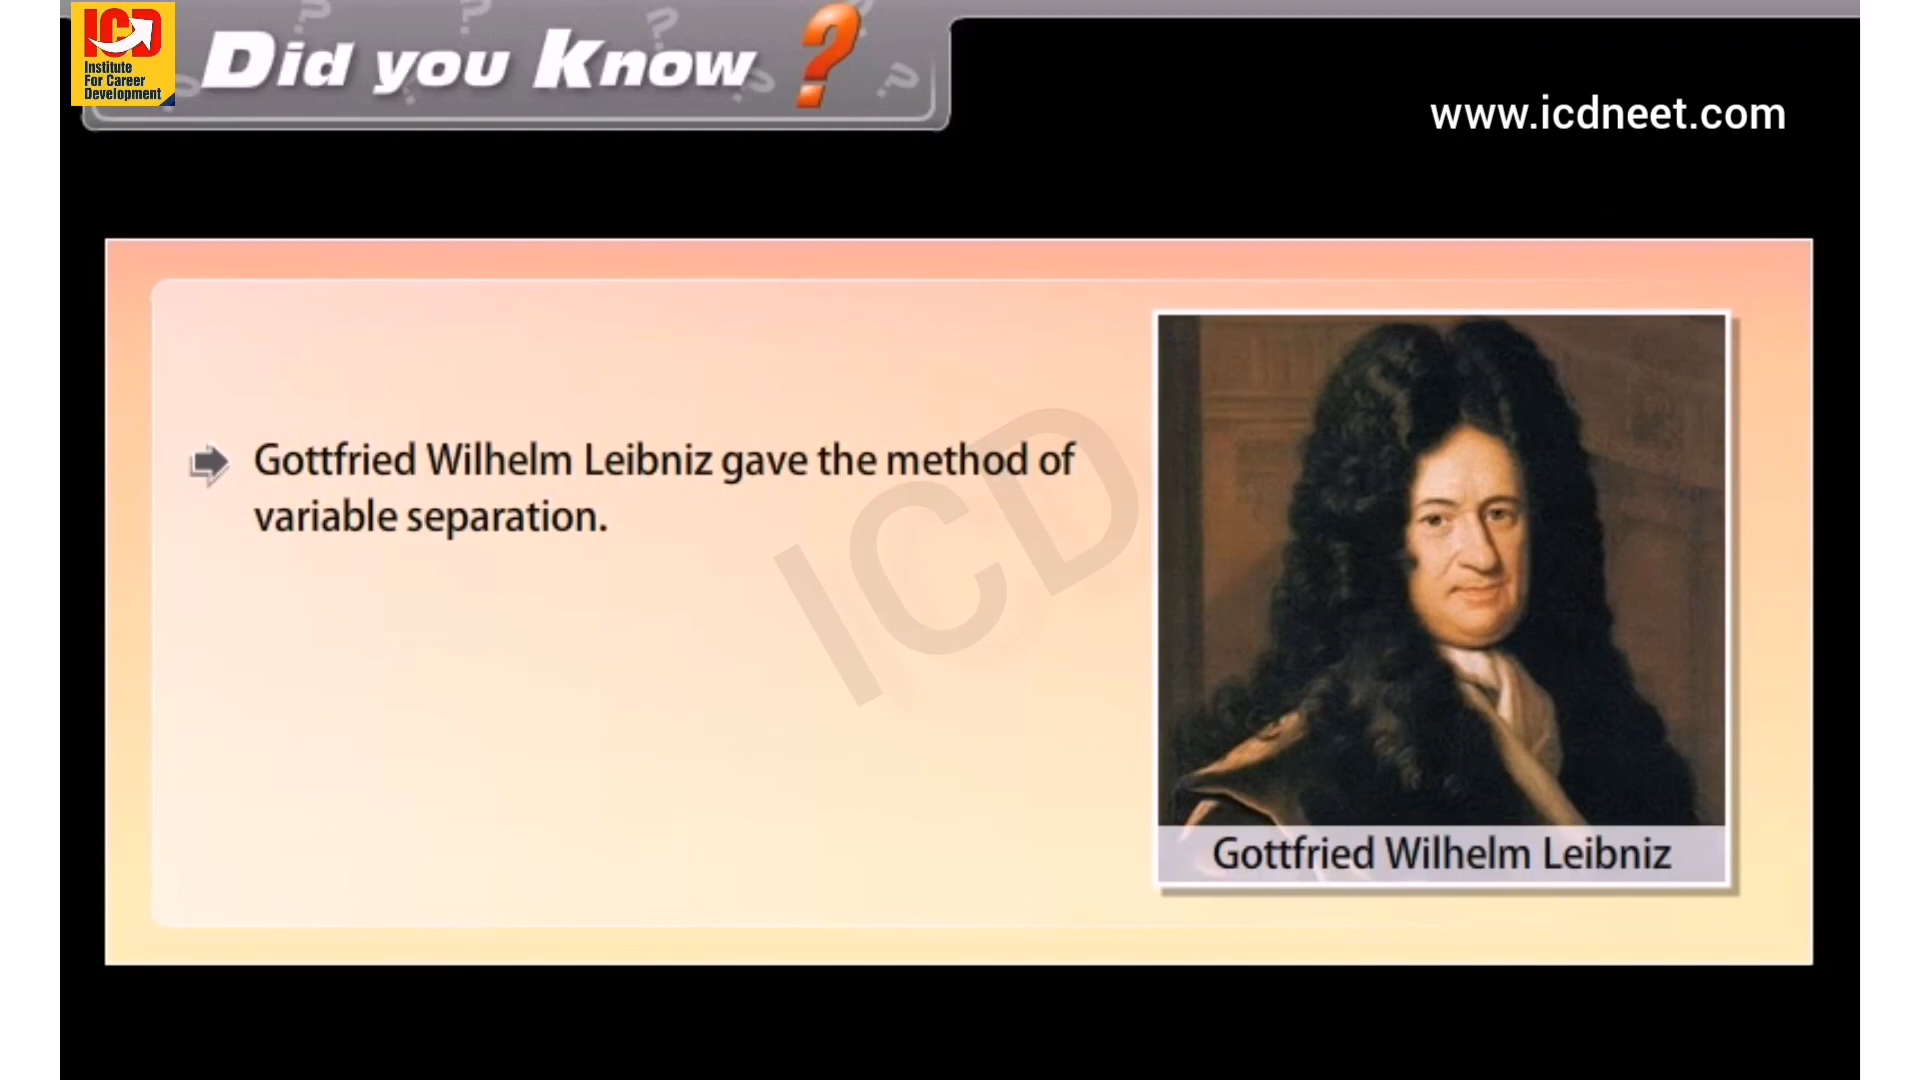 ICD
Institute
For Career
Development
Did you Know ?
www.icdneet.com
Gottfried Wilhelm Leibniz gave the method of
variable separation.
ICD
Gottfried Wilhelm Leibniz